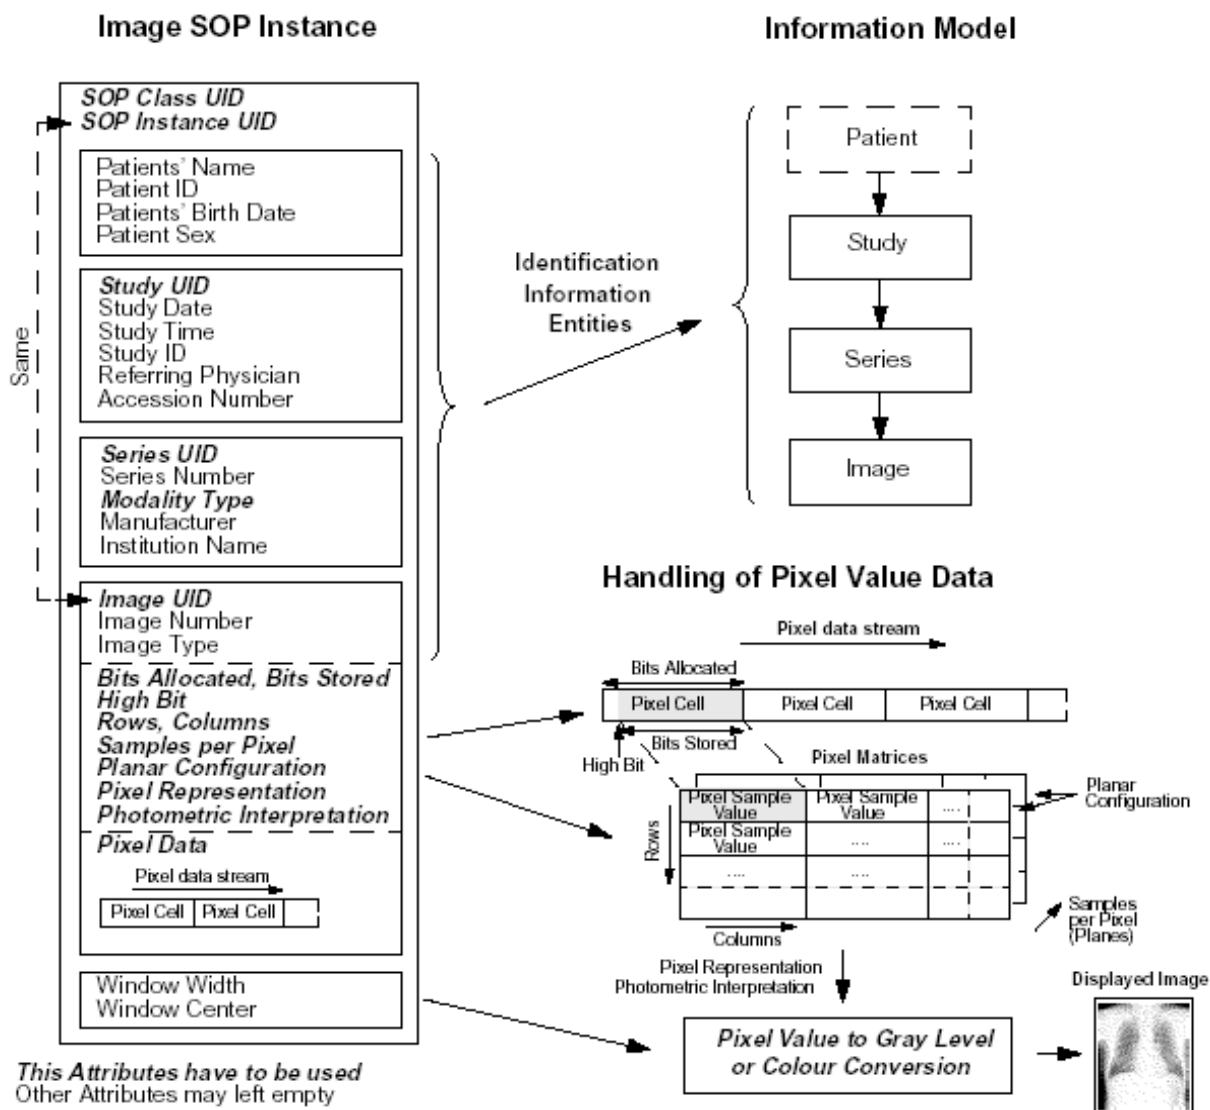 Image SOP Instance
SOP Class UID
SOP Instance UID
Patients' Name
Patient ID
Patients' Birth Date
Patient Sex
Study UID
Study Date
Study Time
Study ID
Referring Physician
Accession Number
Series UID
Series Number
Modality Type
Manufacturer
Institution Name
Image UID
Image Number
Image Type
Bits Allocated, Bits Stored
High Bit
Rows, Columns
Samples per Pixel
Planar Configuration
Pixel Representation
Photometric Interpretation
Pixel Data
Pixel data stream
Pixel Cell Pixel Cell
Window Width
Window Center
This Attributes have to be used
Other Attributes may left empty
Same
Identification
Information
Entities
Information Model
Patient
Study
Series
Image
Handling of Pixel Value Data
Pixel data stream
Bits Allocated
Pixel Cell Pixel Cell Pixel Cell
Bits Stored
High Bit
Pixel Matrices
Pixel Sample Value Pixel Sample Value ....
Pixel Sample Value .... ....
.... ....
Rows
Columns
Planar
Configuration
Samples
per Pixel
(Planes)
Pixel Representation
Photometric Interpretation
Pixel Value to Gray Level
or Colour Conversion
Displayed Image